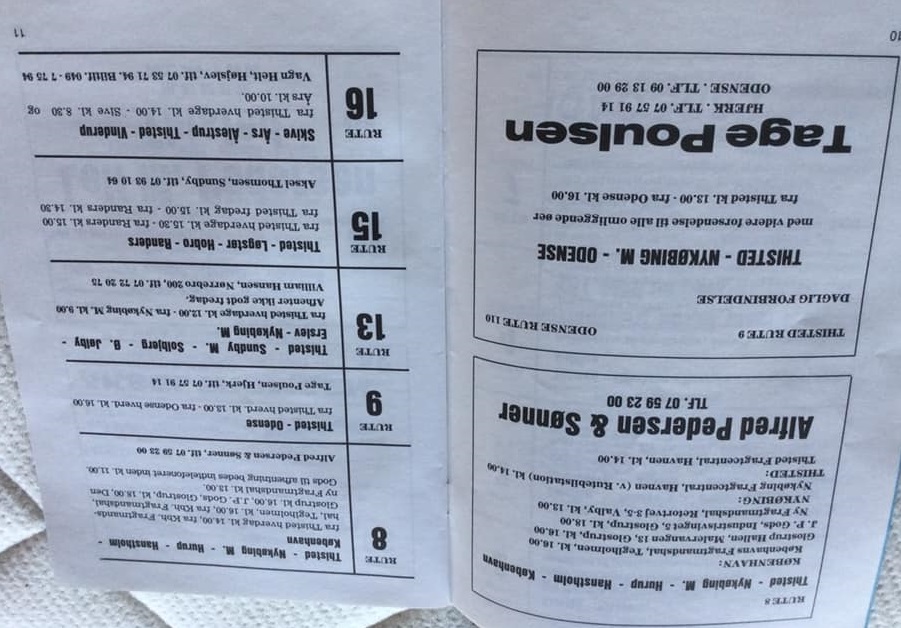 RUTE 8
Thisted - Nykøbing M. - Hurup - Hanstholm - København
KØBENHAVN:
Københavns Fragtmandshal, Teglholmen, kl. 16.00
Glostrup Hallen, Malervangen 13, Glostrup, kl. 16.00
J. P. Gods, Industrisvinget 5, Glostrup, kl. 18.00
Ny Fragtmandshal, Retortvej 3-5, Valby, kl. 13.00
NYKØBING:
Nykøbing Fragtcentral, Havnen (v. Rutebilstation) kl. 14.00
THISTED:
Thisted Fragtcentral, Havnen, kl. 14.00
Alfred Pedersen & Sønner
TLF. 07 59 23 00
THISTED RUTE 9 ODENSE RUTE 110
DAGLIG FORBINDELSE
THISTED - NYKØBING M. - ODENSE
med videre forsendelse til alle omliggende øer
fra Thisted kl. 13.00 - fra Odense kl. 16.00
Tage Poulsen
HJERK . TLF. 07 57 91 14
ODENSE . TLF. 09 13 29 00
10
RUTE
8
Thisted - Nykøbing M. - Hurup - Hanstholm -
København
fra Thisted hverdag kl. 14.00, fra Kbh. Fragtmands-
hal, Teglholmen, kl. 16.00, fra Kbh. Fragtmandshal,
Glostrup kl. 16.00, J.P. Gods, Glostrup, kl. 18.00, Den
ny Fragtmandshal kl. 13.00.
Gods til afhentning bedes indtelefoneret inden kl. 11.00.
Alfred Pedersen & Sønner, tlf. 07 59 23 00
RUTE
9
Thisted - Odense
fra Thisted hverd. kl. 13.00 - fra Odense hverd. kl. 16.00
Tage Poulsen, Hjerk, tlf. 07 57 91 14
RUTE
13
Thisted - Sundby M. - Solbjerg - Ø. Jølby -
Erslev - Nykøbing M.
fra Thisted hverdage kl. 12.00 - fra Nykøbing M. kl. 9.00
Afhenter ikke godt fredag.
William Hansen, Nørrebro 200, tlf. 07 72 20 75
RUTE
15
Thisted - Løgstør - Hobro - Randers
fra Thisted hverdage kl. 15.30 - fra Randers kl. 15.00
fra Thisted fredag kl. 15.00 - fra Randers kl. 14.30
Aksel Thomsen, Sundby, tlf. 07 93 10 64
RUTE
16
Skive - Års - Ålestrup - Thisted - Vinderup
fra Thisted hverdage kl. 14.00 - Sive kl. 8.30 og
Års kl. 10.00.
Vagn Helt, Højslev, tlf. 07 53 71 94. Biltlf. 049 - 7 75 94
11